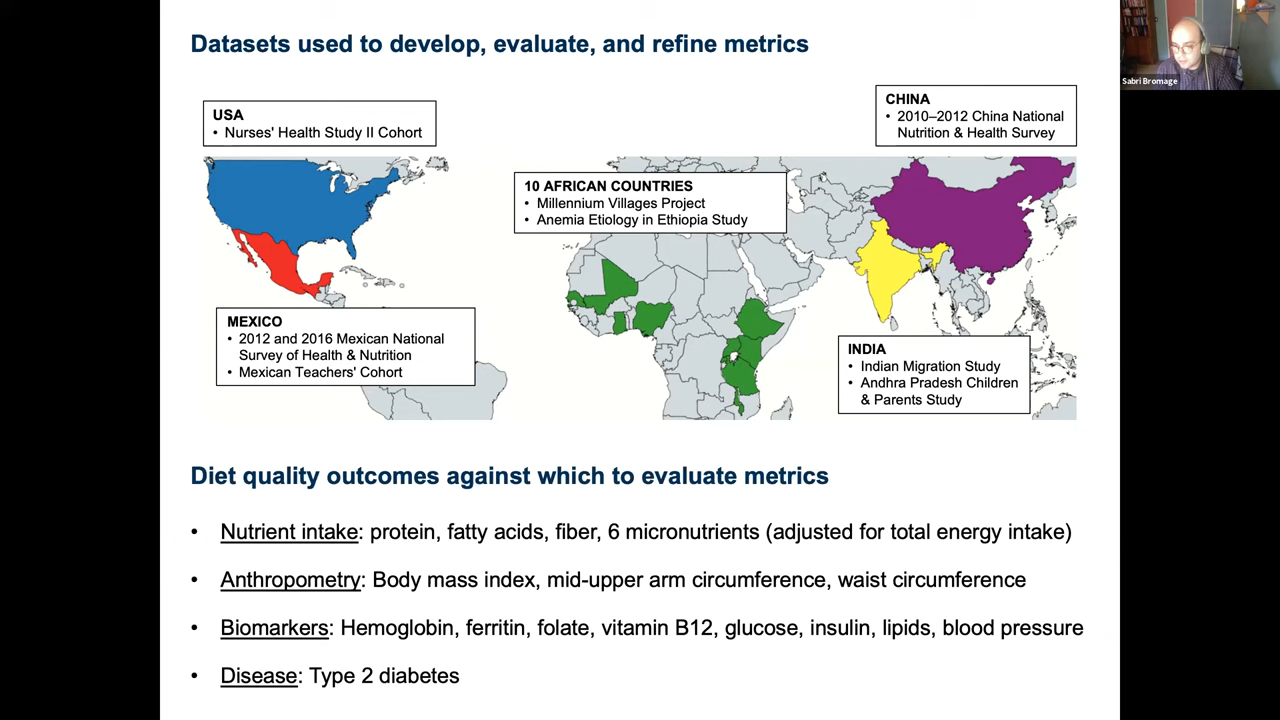 Datasets used to develop, evaluate, and refine metrics
Sabri Bromage
USA
• Nurses' Health Study II Cohort
CHINA
• 2010–2012 China National
Nutrition & Health Survey
10 AFRICAN COUNTRIES
• Millennium Villages Project
• Anemia Etiology in Ethiopia Study
MEXICO
• 2012 and 2016 Mexican National
Survey of Health & Nutrition
• Mexican Teachers' Cohort
INDIA
• Indian Migration Study
• Andhra Pradesh Children
& Parents Study
Diet quality outcomes against which to evaluate metrics
• Nutrient intake: protein, fatty acids, fiber, 6 micronutrients (adjusted for total energy intake)
• Anthropometry: Body mass index, mid-upper arm circumference, waist circumference
• Biomarkers: Hemoglobin, ferritin, folate, vitamin B12, glucose, insulin, lipids, blood pressure
• Disease: Type 2 diabetes